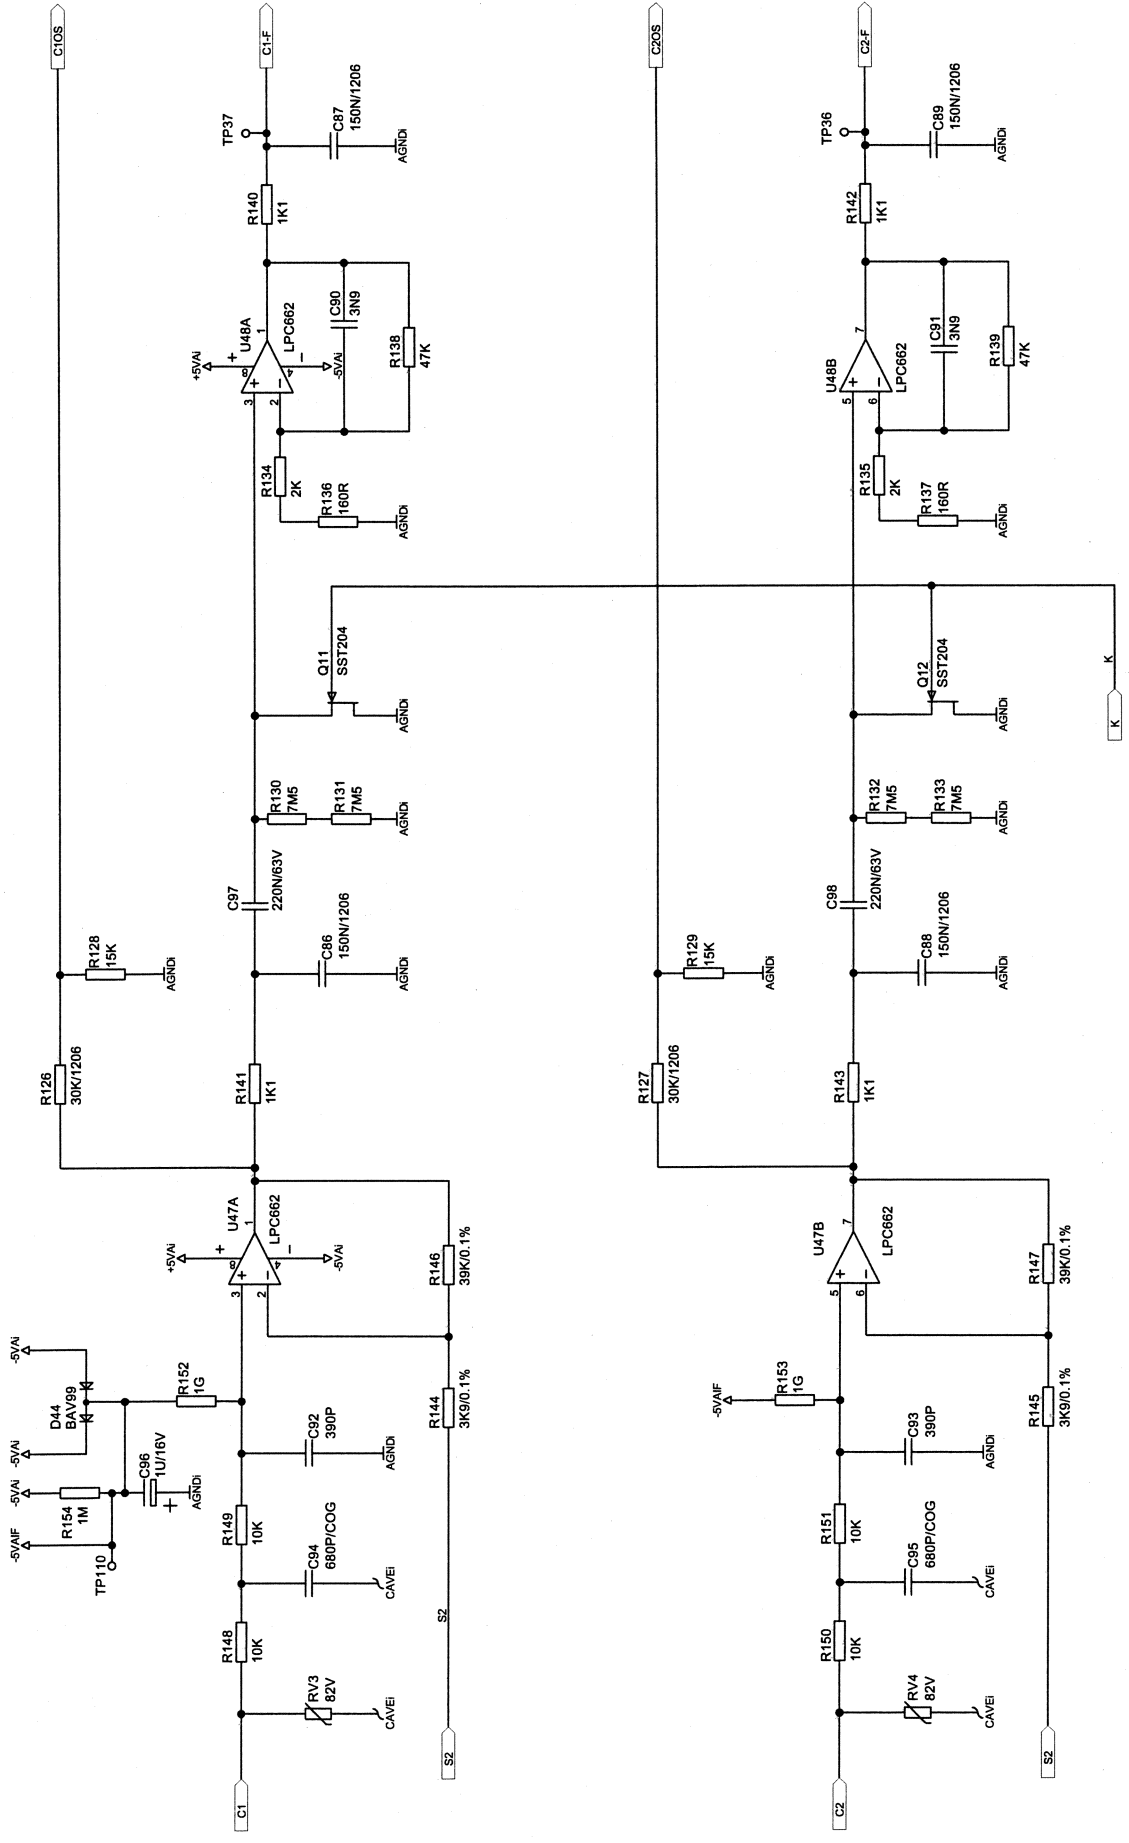 C1OS
C1-F
TP37
C87
150N/1206
AGNDi
R140
1K1
U48A
LPC662
+5VAi
-5VAi
+
8
1
3
2
+
−
4
−
C90
3N9
R138
47K
R134
2K
R136
160R
AGNDi
Q11
SST204
AGNDi
R130
7M5
R131
7M5
AGNDi
C97
220N/63V
C86
150N/1206
AGNDi
R128
15K
AGNDi
R126
30K/1206
R141
1K1
U47A
LPC662
+5VAi
-5VAi
+
8
1
3
2
+
−
4
−
R146
39K/0.1%
R144
3K9/0.1%
-5VAi
D44
BAV99
-5VAi
-5VAi
-5VAIF
R152
1G
C96
1U/16V
+
AGNDi
R154
1M
TP110
C92
390P
AGNDi
R149
10K
C94
680P/COG
CAVEi
R148
10K
RV3
82V
CAVEi
S2
S2
C1
C2OS
C2-F
TP36
C89
150N/1206
AGNDi
R142
1K1
U48B
LPC662
7
5
6
+
−
C91
3N9
R139
47K
R135
2K
R137
160R
AGNDi
Q12
SST204
AGNDi
K
K
R132
7M5
R133
7M5
AGNDi
C98
220N/63V
C88
150N/1206
AGNDi
R129
15K
AGNDi
R127
30K/1206
R143
1K1
U47B
LPC662
7
5
6
+
−
R147
39K/0.1%
R145
3K9/0.1%
-5VAIF
R153
1G
C93
390P
AGNDi
R151
10K
C95
680P/COG
CAVEi
R150
10K
RV4
82V
CAVEi
S2
C2